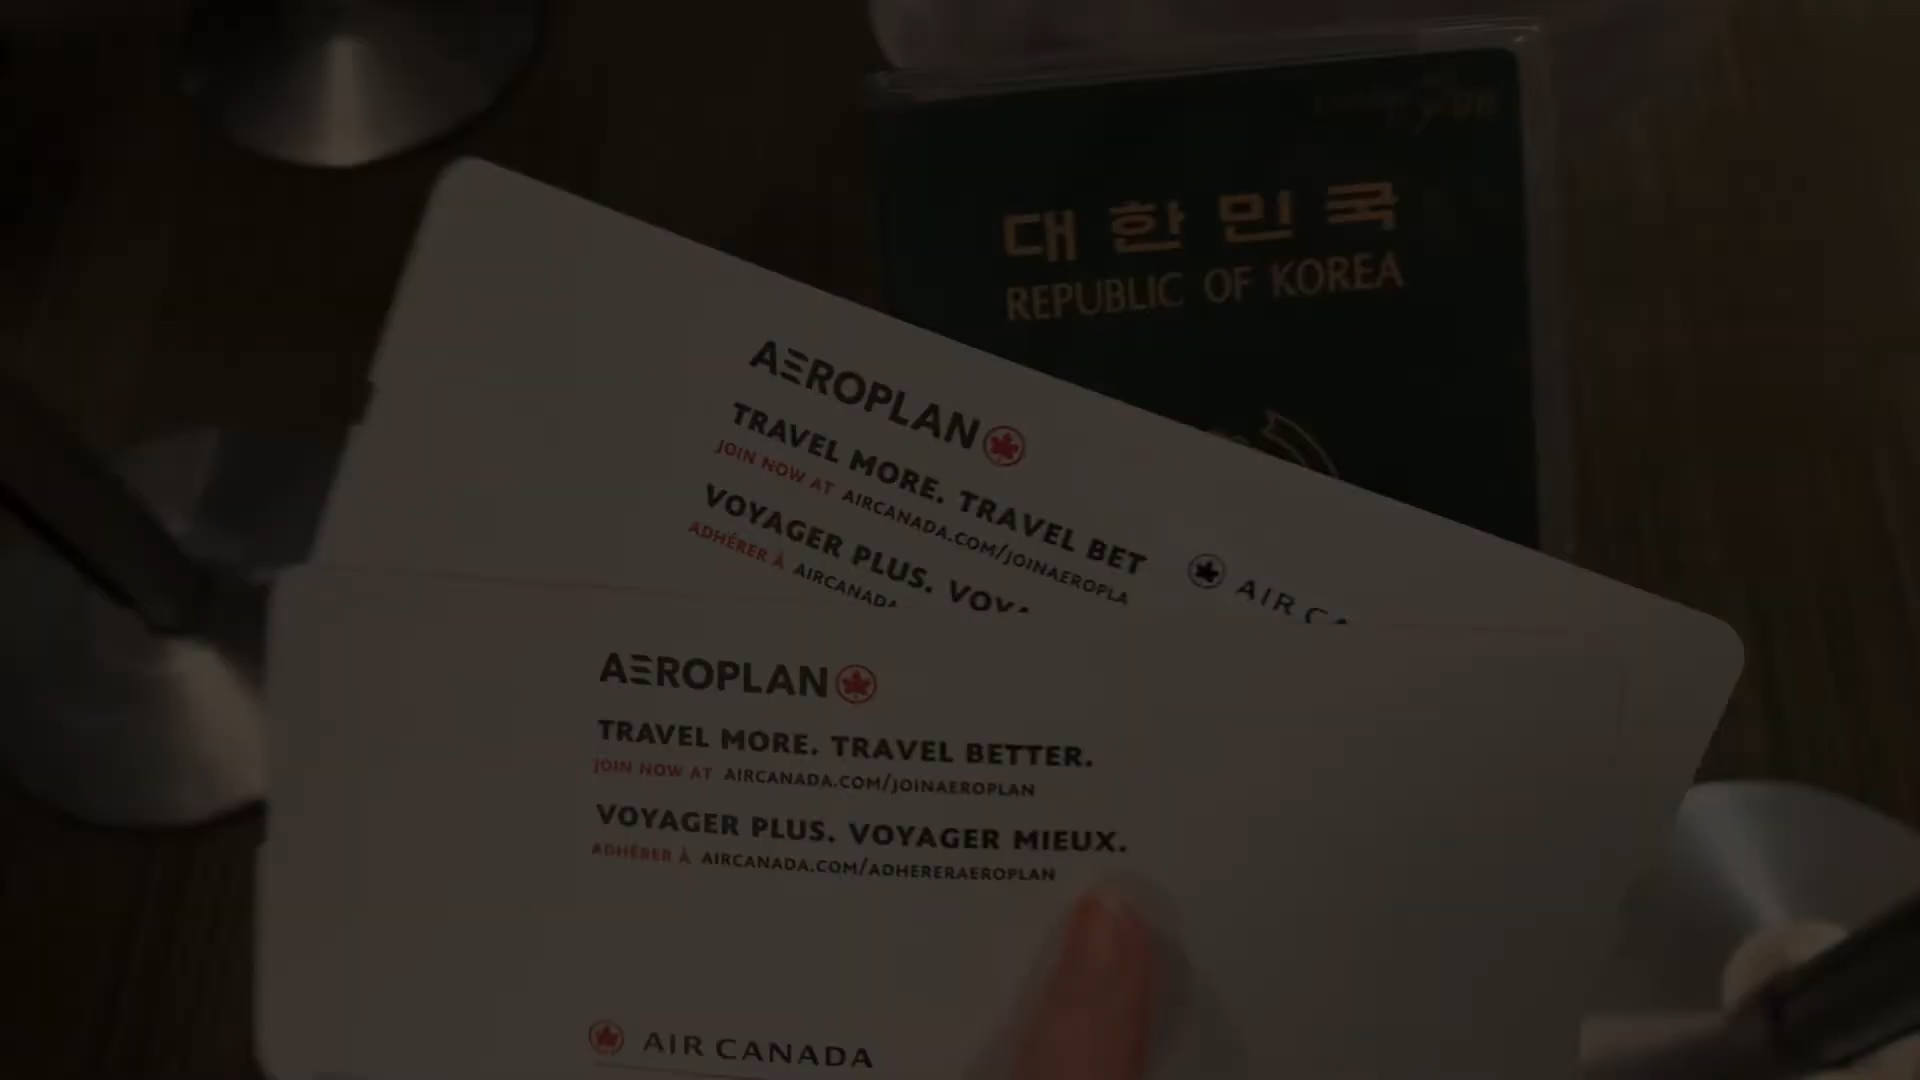 대한민국
REPUBLIC OF KOREA
AEROPLAN
TRAVEL MORE. TRAVEL BET
JOIN NOW AT AIRCANADA.COM/JOINAEROPLA
VOYAGER PLUS.
ADHÉRER À AIRCANADA
AIR
AEROPLAN
TRAVEL MORE. TRAVEL BETTER.
JOIN NOW AT AIRCANADA.COM/JOINAEROPLAN
VOYAGER PLUS. VOYAGER MIEUX.
ADHÉRER À AIRCANADA.COM/ADHERERAEROPLAN
AIR CANADA